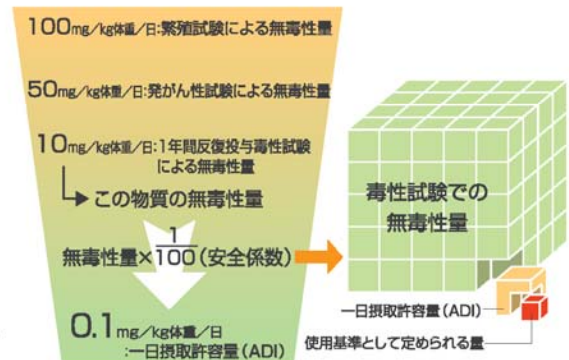 100mg/kg体重/日:繁殖試験による無毒性量
50mg/kg体重/日:発がん性試験による無毒性量
10mg/kg体重/日:1年間反復投与毒性試験
による無毒性量
この物質の無毒性量
無毒性量×1/100(安全係数)
0.1mg/kg体重/日
:一日摂取許容量(ADI)
毒性試験での
無毒性量
一日摂取許容量(ADI)
使用基準として定められる量